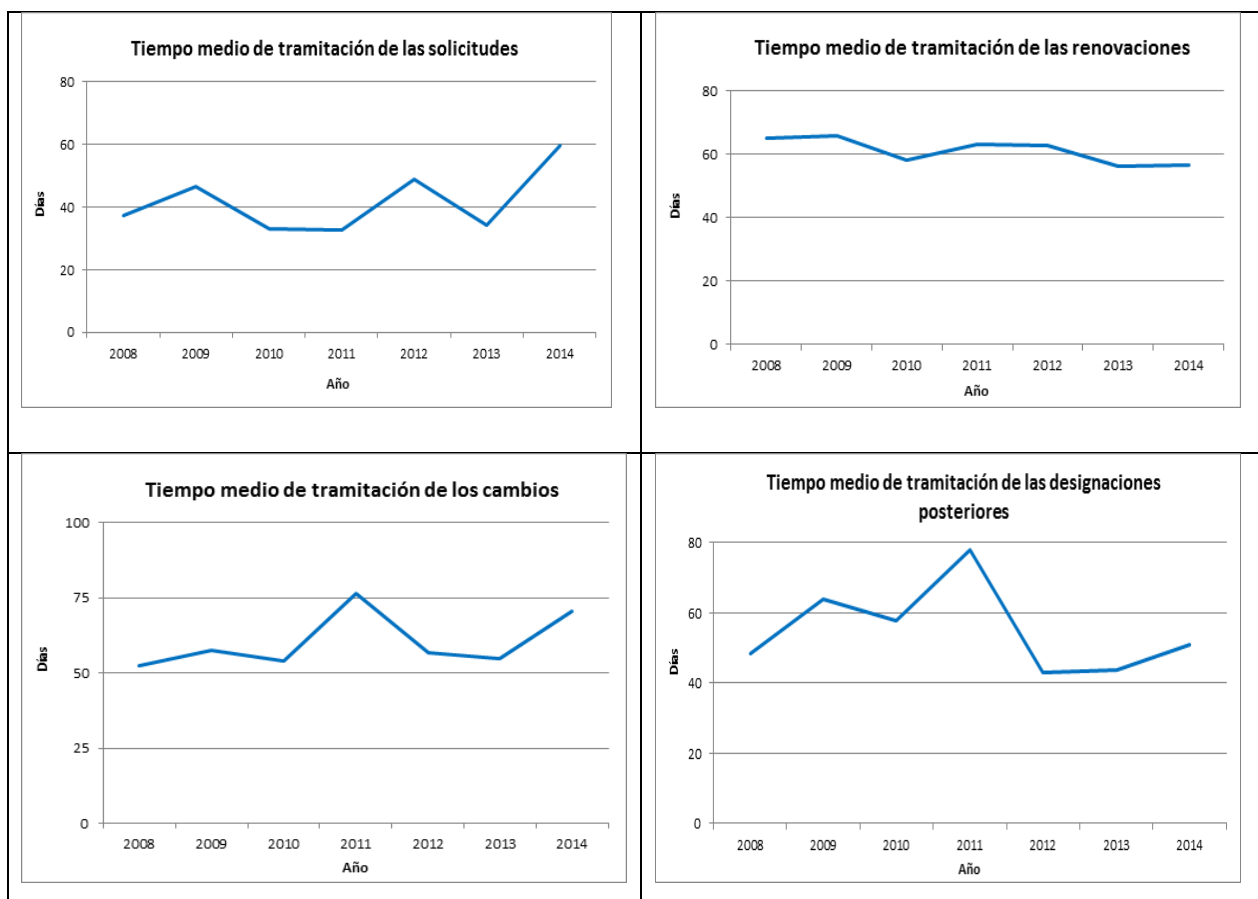 Tiempo medio de tramitación de las solicitudes
80
60
40
20
0
Días
2008 2009 2010 2011 2012 2013 2014
Año
Tiempo medio de tramitación de las renovaciones
80
60
40
20
0
Días
2008 2009 2010 2011 2012 2013 2014
Año
Tiempo medio de tramitación de los cambios
100
75
50
25
0
Días
2008 2009 2010 2011 2012 2013 2014
Año
Tiempo medio de tramitación de las designaciones
posteriores
80
60
40
20
0
Días
2008 2009 2010 2011 2012 2013 2014
Año